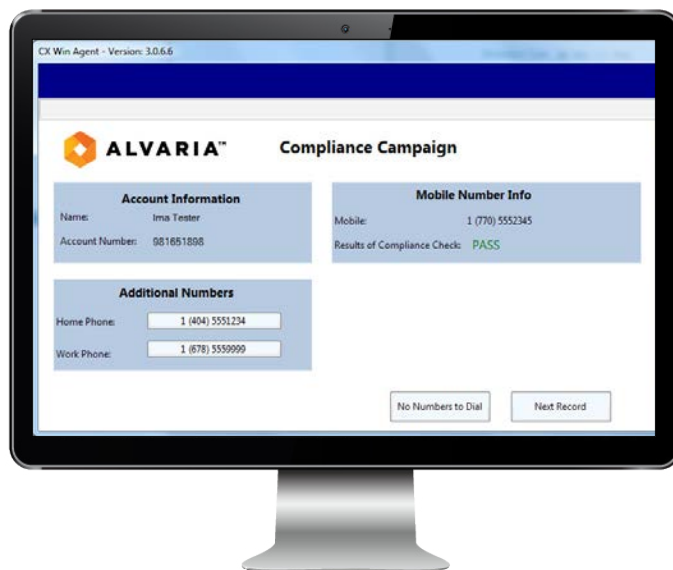 CX Win Agent - Version: 3.0.6.6
ALVARIA™
Compliance Campaign
Account Information
Name: Ima Tester
Account Number: 981651898
Mobile Number Info
Mobile: 1 (770) 5552345
Results of Compliance Check: PASS
Additional Numbers
Home Phone: 1 (404) 5551234
Work Phone: 1 (678) 5559999
No Numbers to Dial
Next Record